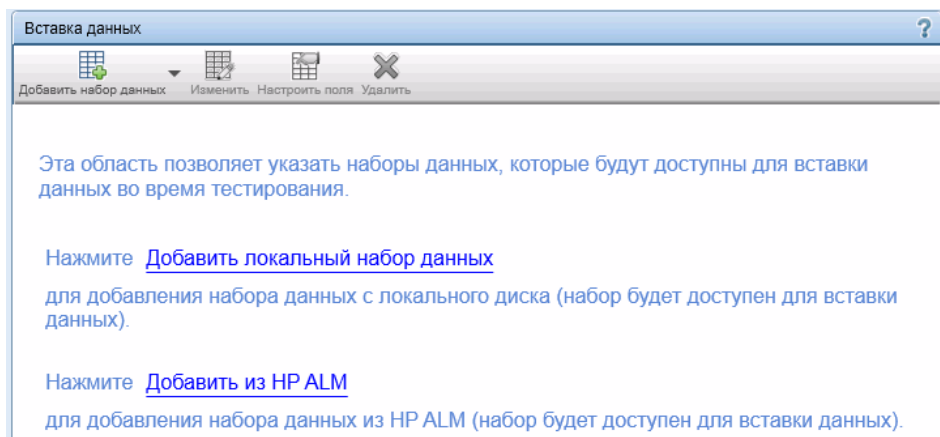 Вставка данных ?
Добавить набор данных Изменить Настроить поля Удалить
Эта область позволяет указать наборы данных, которые будут доступны для вставки
данных во время тестирования.
Нажмите Добавить локальный набор данных
для добавления набора данных с локального диска (набор будет доступен для вставки
данных).
Нажмите Добавить из HP ALM
для добавления набора данных из HP ALM (набор будет доступен для вставки данных).